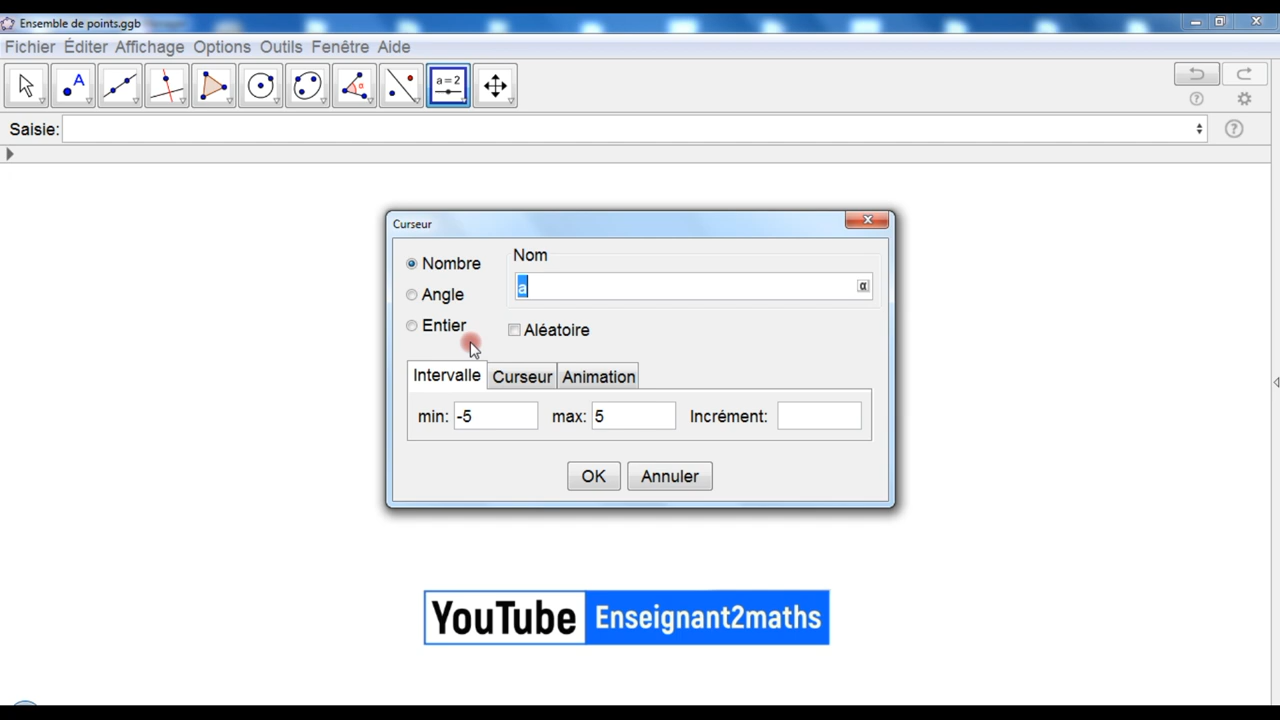 Ensemble de points.ggb
Fichier Éditer Affichage Options Outils Fenêtre Aide
A α a=2
Saisie:
Curseur
Nombre
Nom
a α
Angle
Entier
Aléatoire
Intervalle Curseur Animation
min: -5 max: 5 Incrément:
OK Annuler
YouTube Enseignant2maths